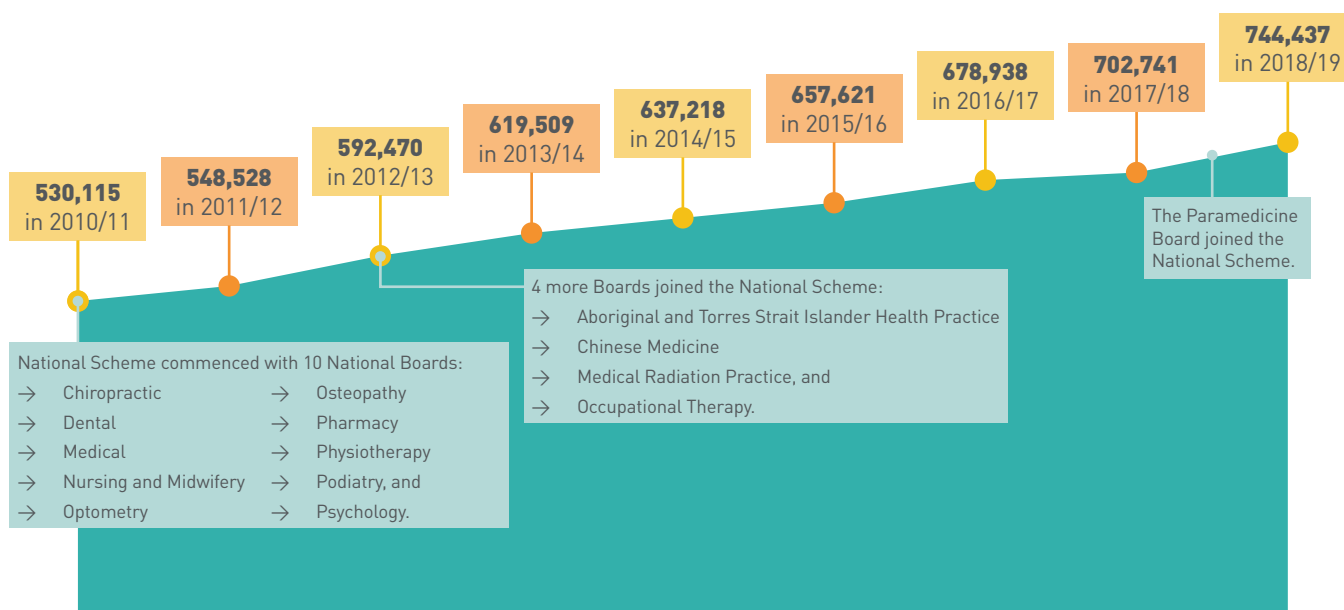 530,115
in 2010/11
548,528
in 2011/12
592,470
in 2012/13
619,509
in 2013/14
637,218
in 2014/15
657,621
in 2015/16
678,938
in 2016/17
702,741
in 2017/18
744,437
in 2018/19
National Scheme commenced with 10 National Boards:
→ Chiropractic
→ Dental
→ Medical
→ Nursing and Midwifery
→ Optometry
→ Osteopathy
→ Pharmacy
→ Physiotherapy
→ Podiatry, and
→ Psychology.
4 more Boards joined the National Scheme:
→ Aboriginal and Torres Strait Islander Health Practice
→ Chinese Medicine
→ Medical Radiation Practice, and
→ Occupational Therapy.
The Paramedicine
Board joined the
National Scheme.